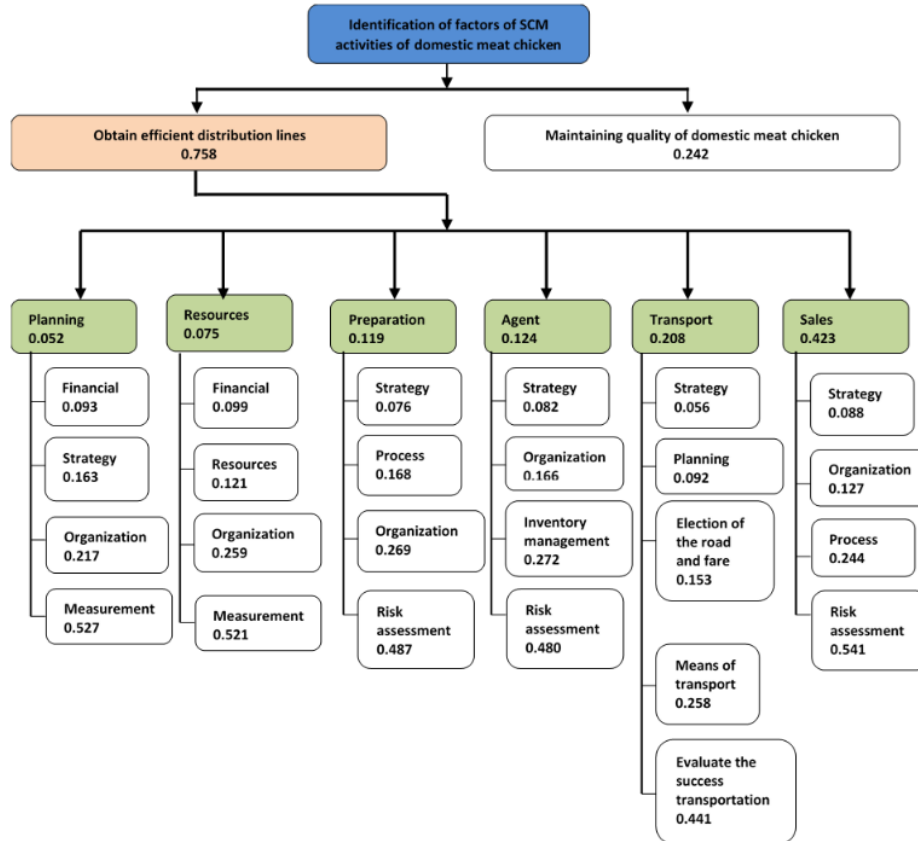 Identification of factors of SCM
activities of domestic meat chicken
Obtain efficient distribution lines
0.758
Maintaining quality of domestic meat chicken
0.242
Planning
0.052
Financial
0.093
Strategy
0.163
Organization
0.217
Measurement
0.527
Resources
0.075
Financial
0.099
Resources
0.121
Organization
0.259
Measurement
0.521
Preparation
0.119
Strategy
0.076
Process
0.168
Organization
0.269
Risk
assessment
0.487
Agent
0.124
Strategy
0.082
Organization
0.166
Inventory
management
0.272
Risk
assessment
0.480
Transport
0.208
Strategy
0.056
Planning
0.092
Election of
the road
and fare
0.153
Means of
transport
0.258
Evaluate the
success
transportation
0.441
Sales
0.423
Strategy
0.088
Organization
0.127
Process
0.244
Risk
assessment
0.541